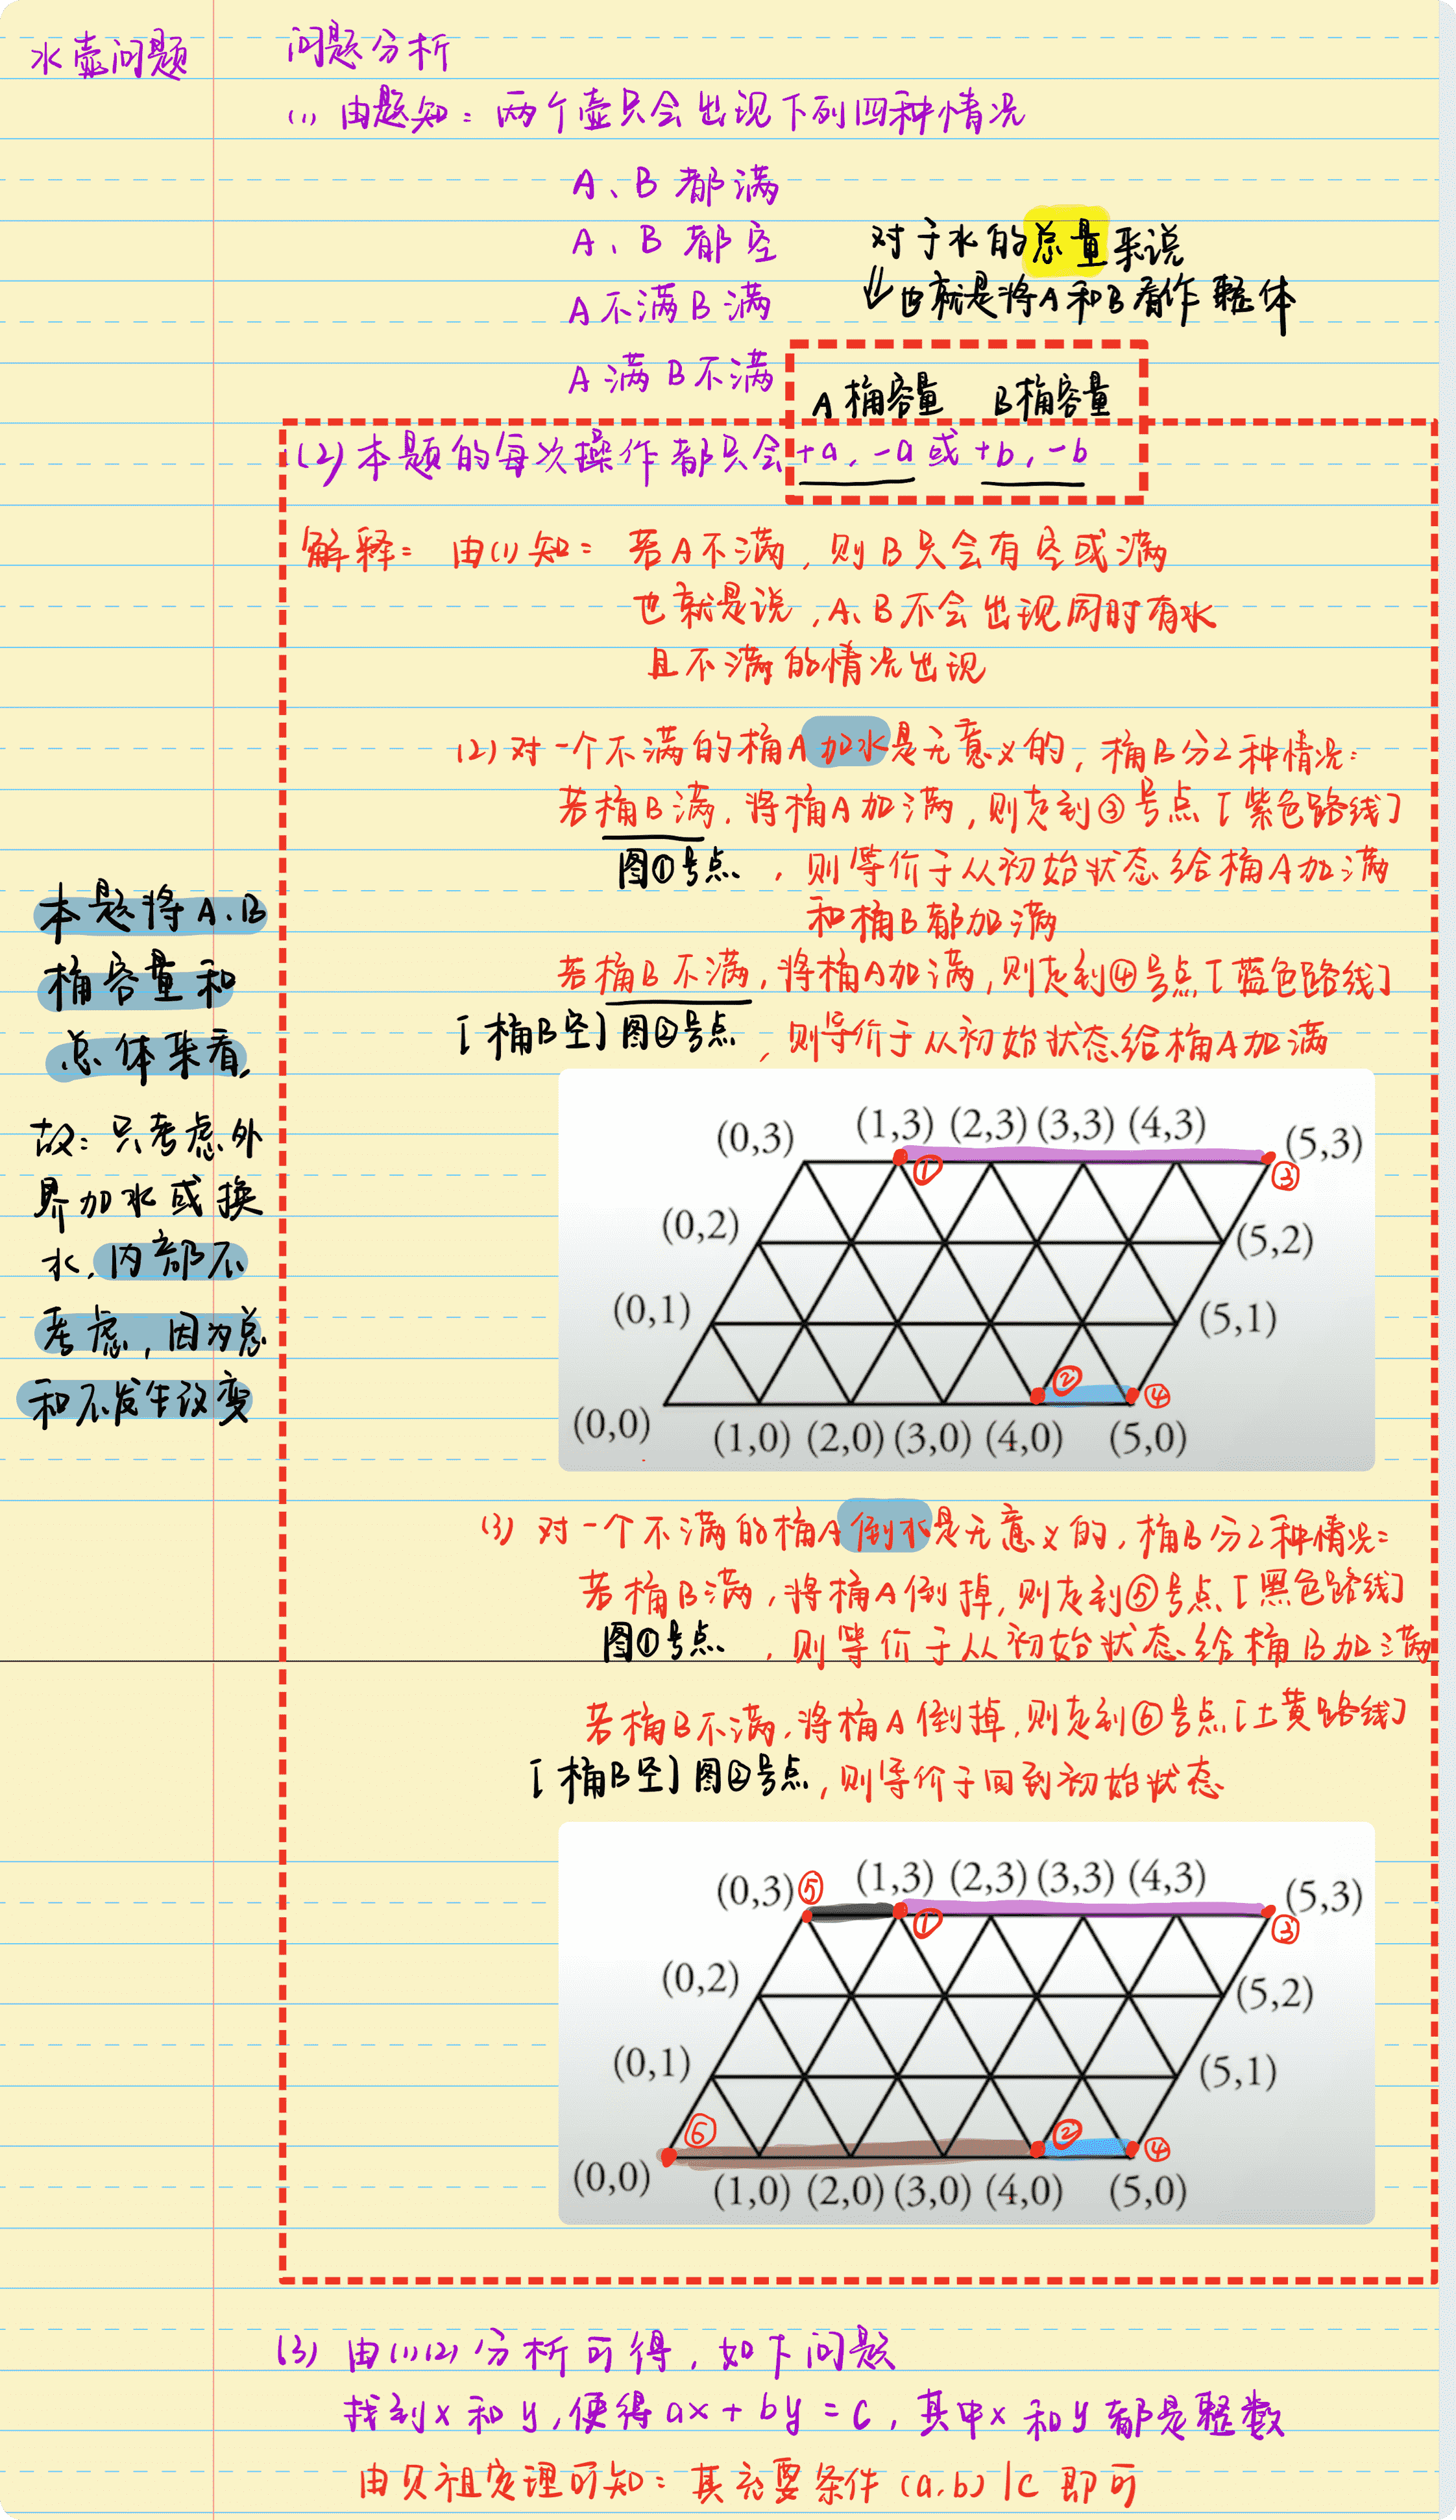 水壶问题
问题分析
(1) 由题知：两个壶只会出现下列四种情况
A、B 都满
A、B 都空
A不满B满
A满B不满
对于水的总量来说
也就是将A和B看作整体
A桶容量 B桶容量
(2)本题的每次操作都只会+a，-a或+b，-b
解释：由(1)知：若A不满，则B只会有空或满
也就是说，A、B不会出现同时有水
且不满的情况出现
(2)对一个不满的桶A加水是无意义的，桶B分2种情况：
若桶B满，将桶A加满，则走到③号点[紫色路线]
图①号点，则等价于从初始状态给桶A加满
和桶B都加满
若桶B不满，将桶A加满，则走到④号点[蓝色路线]
[桶B空]图②号点，则等价于从初始状态给桶A加满
本题将A、B
桶容量和
总体来看，
故：只考虑外
界加水或换
水，内部不
考虑，因为总
和不发生改变
(0,3) (1,3) (2,3) (3,3) (4,3) (5,3)
① ③
(0,2) (5,2)
(0,1) (5,1)
② ④
(0,0) (1,0) (2,0) (3,0) (4,0) (5,0)
(3) 对一个不满的桶A倒水是无意义的，桶B分2种情况：
若桶B满，将桶A倒掉，则走到⑤号点[黑色路线]
图①号点，则等价于从初始状态给桶B加满
若桶B不满，将桶A倒掉，则走到⑥号点[土黄路线]
[桶B空]图②号点，则等价于回到初始状态
(0,3) ⑤ (1,3) (2,3) (3,3) (4,3) (5,3)
① ③
(0,2) (5,2)
(0,1) (5,1)
⑥ ② ④
(0,0) (1,0) (2,0) (3,0) (4,0) (5,0)
(3) 由(1)(2)分析可得，如下问题
找到x和y，使得ax+by=c，其中x和y都是整数
由贝祖定理可知：其充要条件(a,b)|c即可